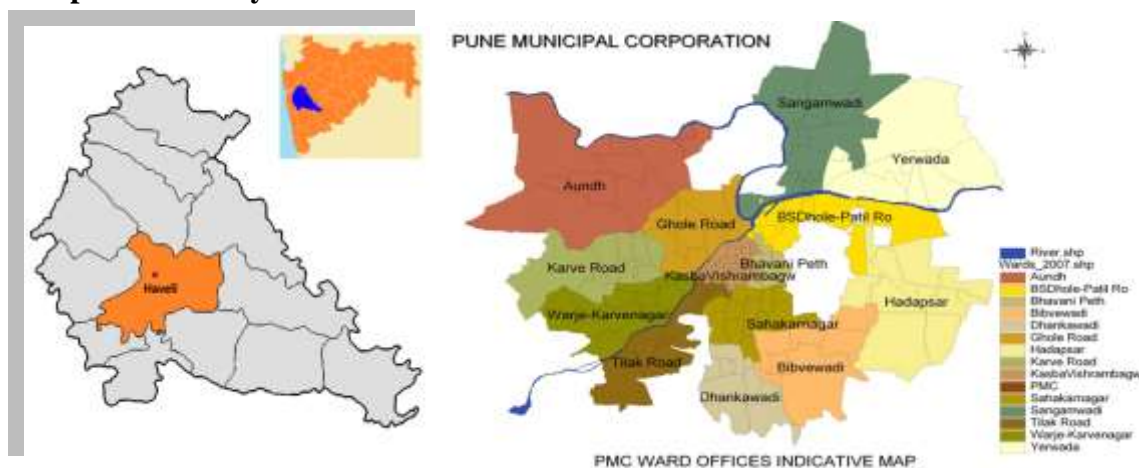 PUNE MUNICIPAL CORPORATION
Haveli
Sangamwadi
Yerwada
Aundh
Ghole Road
BSDhole-Patil Ro
Karve Road
Bhavani Peth
KasbaVishrambagw
Hadapsar
Warje-Karvenagar
Sahakarnagar
Tilak Road
Bibvewadi
Dhankawadi
River.shp
Wards_2007.shp
Aundh
BSDhole-Patil Ro
Bhavani Peth
Bibvewadi
Dhankawadi
Ghole Road
Hadapsar
Karve Road
KasbaVishrambagw
PMC
Sahakarnagar
Sangamwadi
Tilak Road
Warje-Karvenagar
Yerwada
PMC WARD OFFICES INDICATIVE MAP